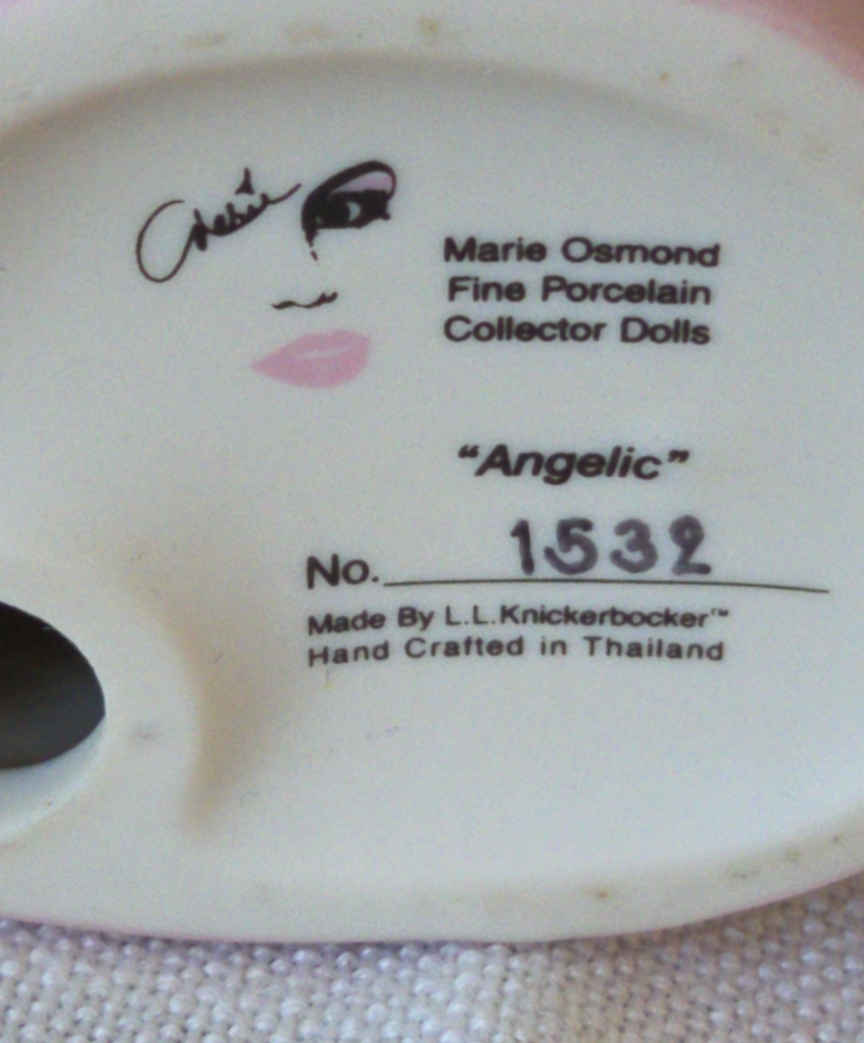 Marie Osmond
Fine Porcelain
Collector Dolls
“Angelic”
No. 1532
Made By L.L.Knickerbocker™
Hand Crafted in Thailand